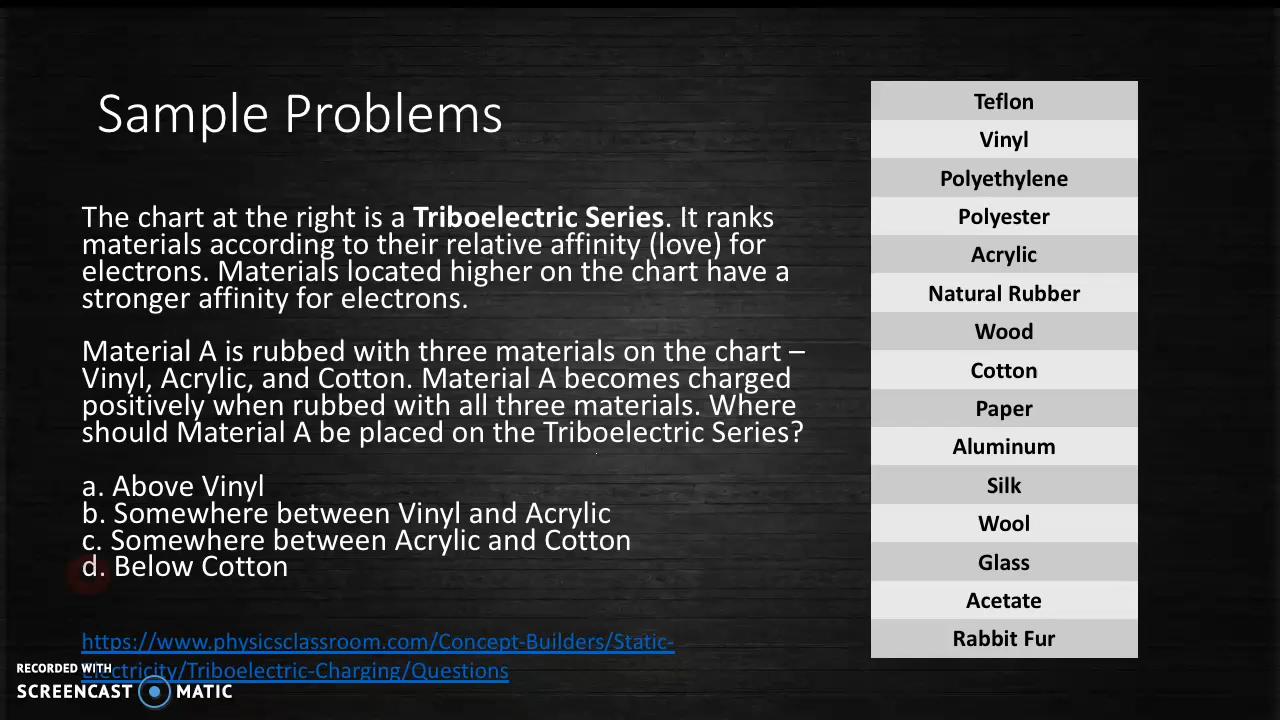 Sample Problems
The chart at the right is a Triboelectric Series. It ranks
materials according to their relative affinity (love) for
electrons. Materials located higher on the chart have a
stronger affinity for electrons.
Material A is rubbed with three materials on the chart –
Vinyl, Acrylic, and Cotton. Material A becomes charged
positively when rubbed with all three materials. Where
should Material A be placed on the Triboelectric Series?
a. Above Vinyl
b. Somewhere between Vinyl and Acrylic
c. Somewhere between Acrylic and Cotton
d. Below Cotton
https://www.physicsclassroom.com/Concept-Builders/Static-
Electricity/Triboelectric-Charging/Questions
Teflon
Vinyl
Polyethylene
Polyester
Acrylic
Natural Rubber
Wood
Cotton
Paper
Aluminum
Silk
Wool
Glass
Acetate
Rabbit Fur
RECORDED WITH
SCREENCAST MATIC